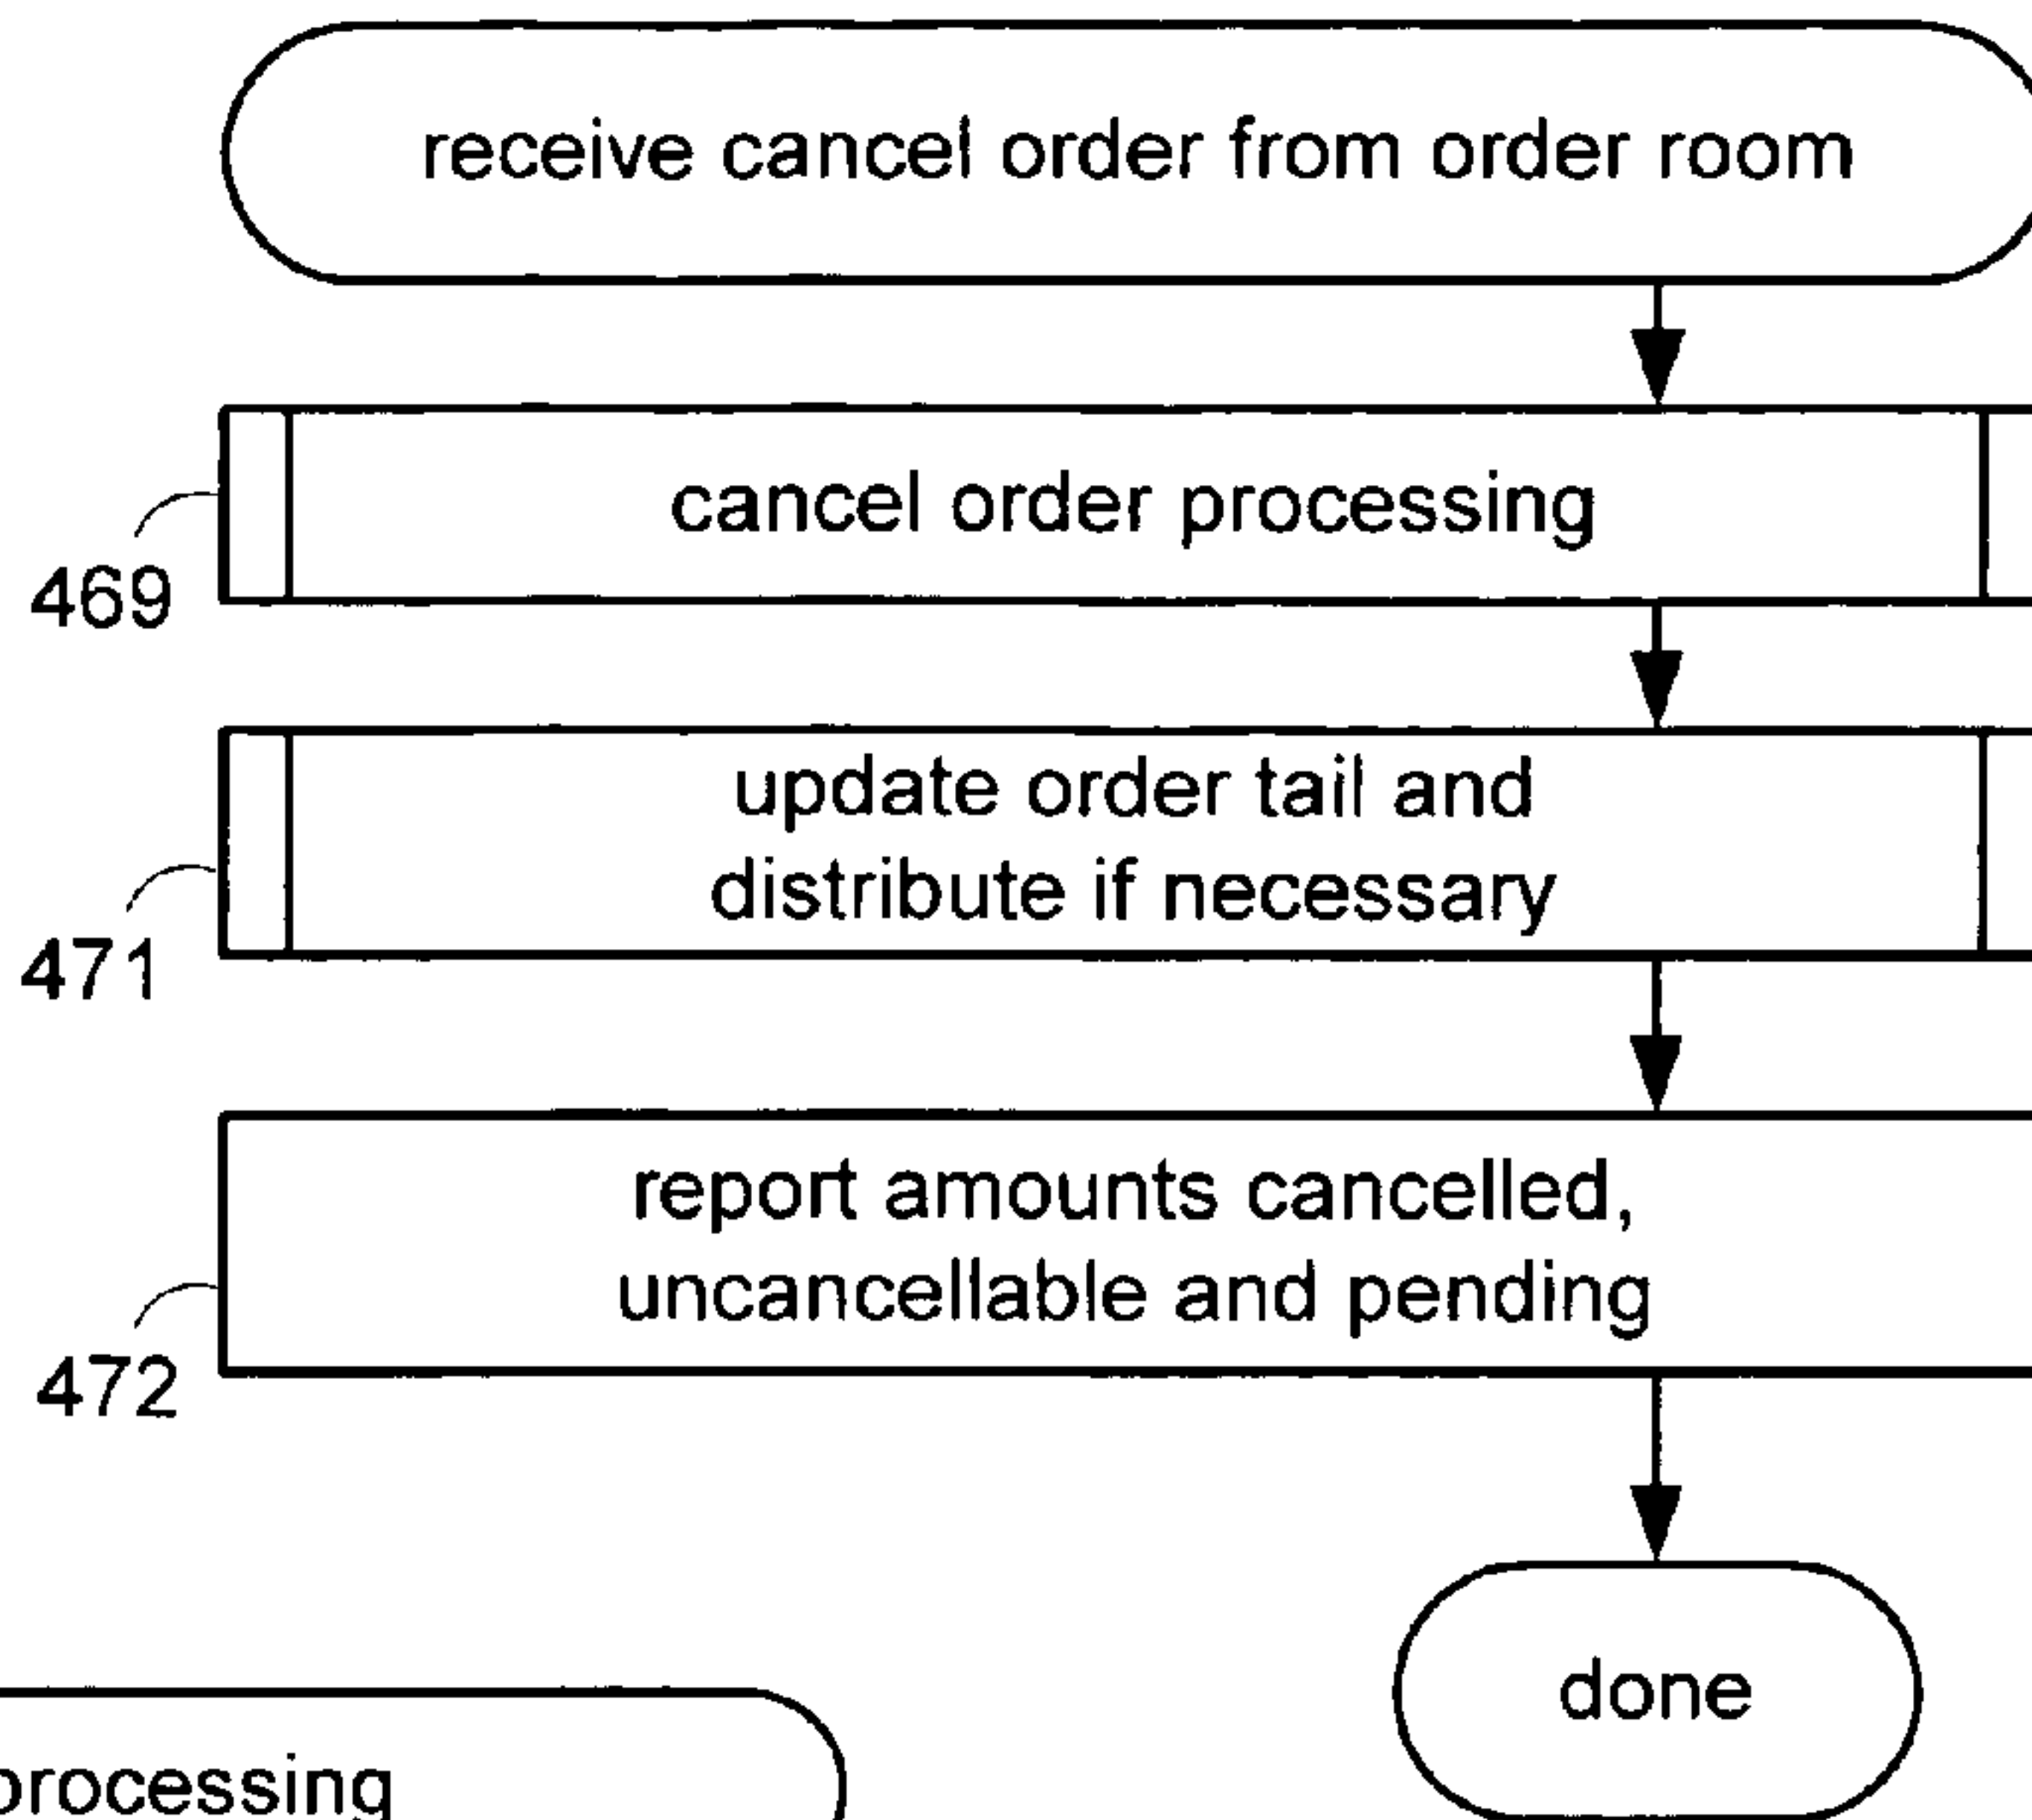 receive cancel order from order room
cancel order processing
469
update order tail and
distribute if necessary
471
report amounts cancelled,
uncancellable and pending
472
done
processing